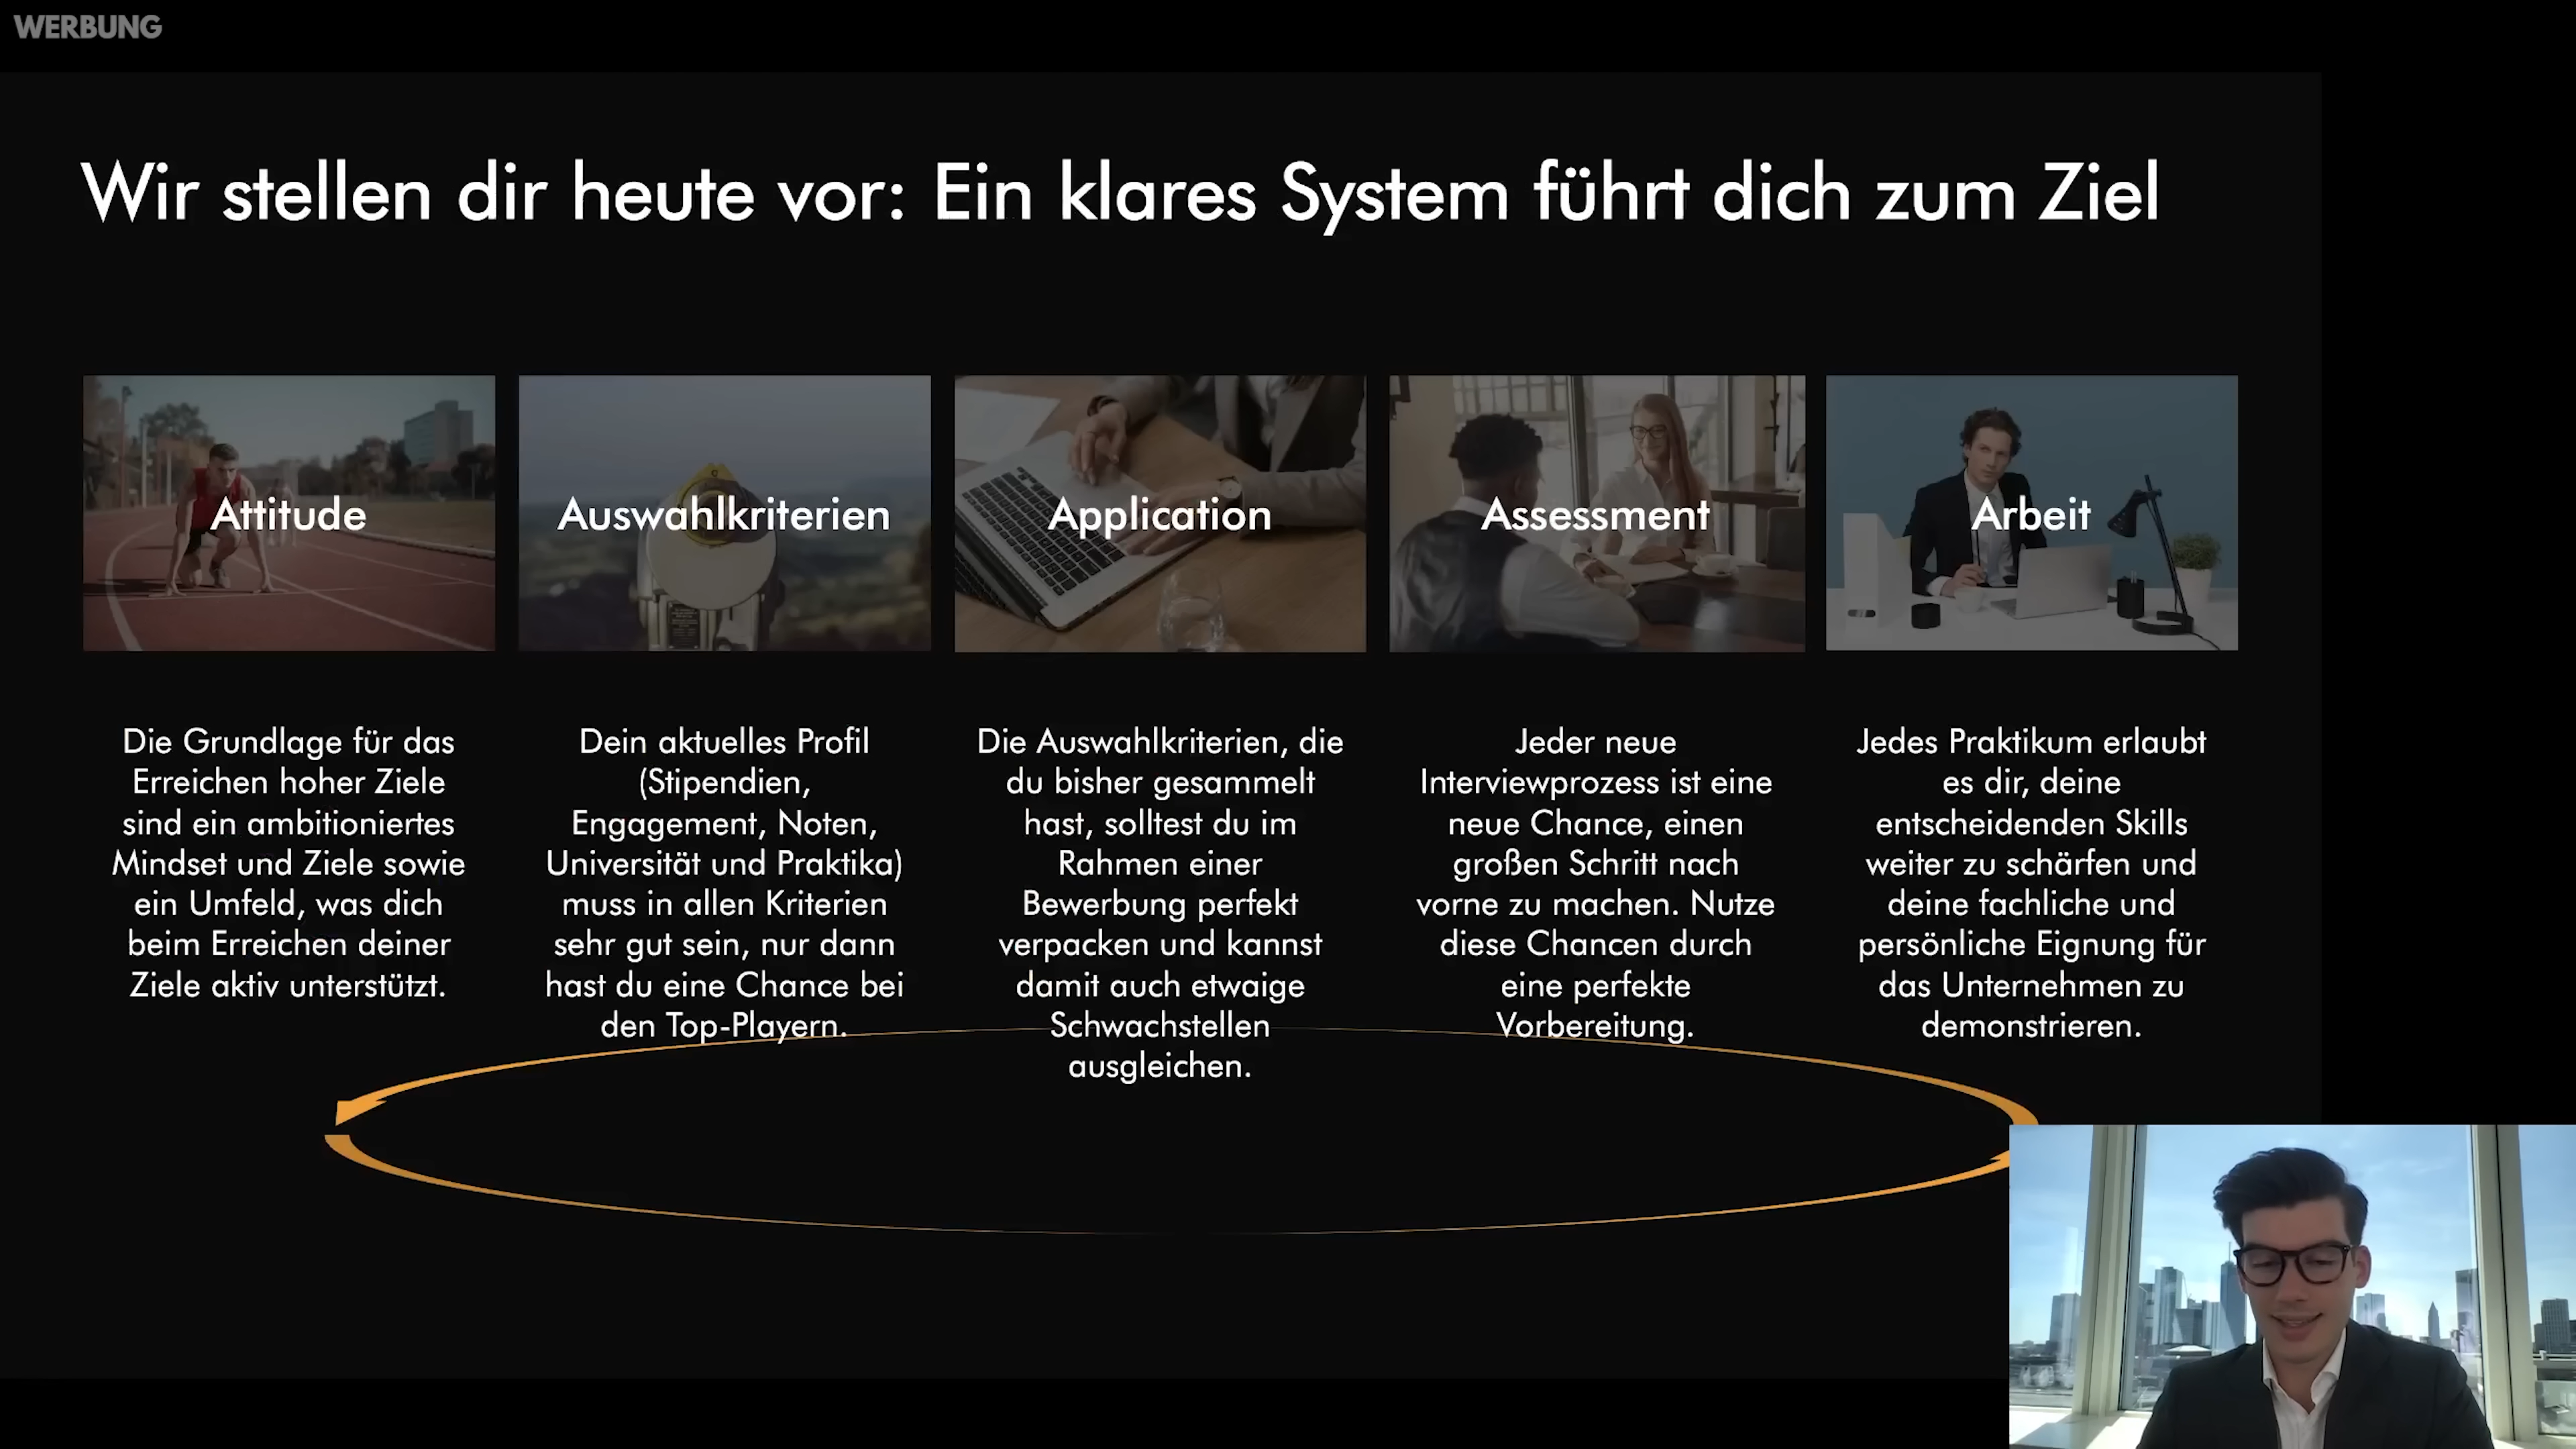 WERBUNG
Wir stellen dir heute vor: Ein klares System führt dich zum Ziel
Attitude
Die Grundlage für das
Erreichen hoher Ziele
sind ein ambitioniertes
Mindset und Ziele sowie
ein Umfeld, was dich
beim Erreichen deiner
Ziele aktiv unterstützt.
Auswahlkriterien
Dein aktuelles Profil
(Stipendien,
Engagement, Noten,
Universität und Praktika)
muss in allen Kriterien
sehr gut sein, nur dann
hast du eine Chance bei
den Top-Playern.
Application
Die Auswahlkriterien, die
du bisher gesammelt
hast, solltest du im
Rahmen einer
Bewerbung perfekt
verpacken und kannst
damit auch etwaige
Schwachstellen
ausgleichen.
Assessment
Jeder neue
Interviewprozess ist eine
neue Chance, einen
großen Schritt nach
vorne zu machen. Nutze
diese Chancen durch
eine perfekte
Vorbereitung.
Arbeit
Jedes Praktikum erlaubt
es dir, deine
entscheidenden Skills
weiter zu schärfen und
deine fachliche und
persönliche Eignung für
das Unternehmen zu
demonstrieren.